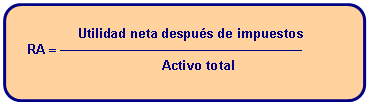 Utilidad neta después de impuestos
RA =
Activo total